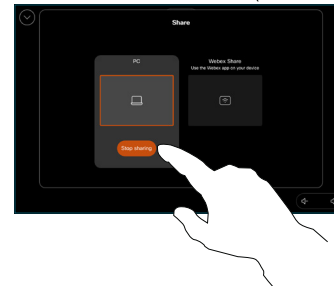 Share
PC
Webex Share
Use the Webex app on your device
Stop sharing